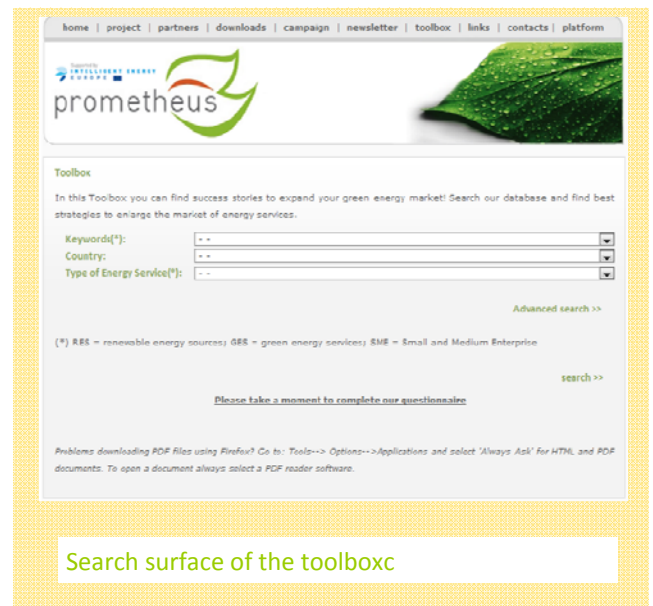 home | project | partners | downloads | campaign | newsletter | toolbox | links | contacts | platform
Supported by
INTELLIGENT ENERGY
EUROPE
prometheus
Toolbox
In this Toolbox you can find success stories to expand your green energy market! Search our database and find best
strategies to enlarge the market of energy services.
Keywords(*): - -
Country: - -
Type of Energy Service(*): - -
Advanced search >>
(*) RES = renewable energy sources; GES = green energy services; SME = Small and Medium Enterprise
search >>
Please take a moment to complete our questionnaire
Problems downloading PDF files using Firefox? Go to: Tools--> Options-->Applications and select 'Always Ask' for HTML and PDF
documents. To open a document always select a PDF reader software.
Search surface of the toolboxc